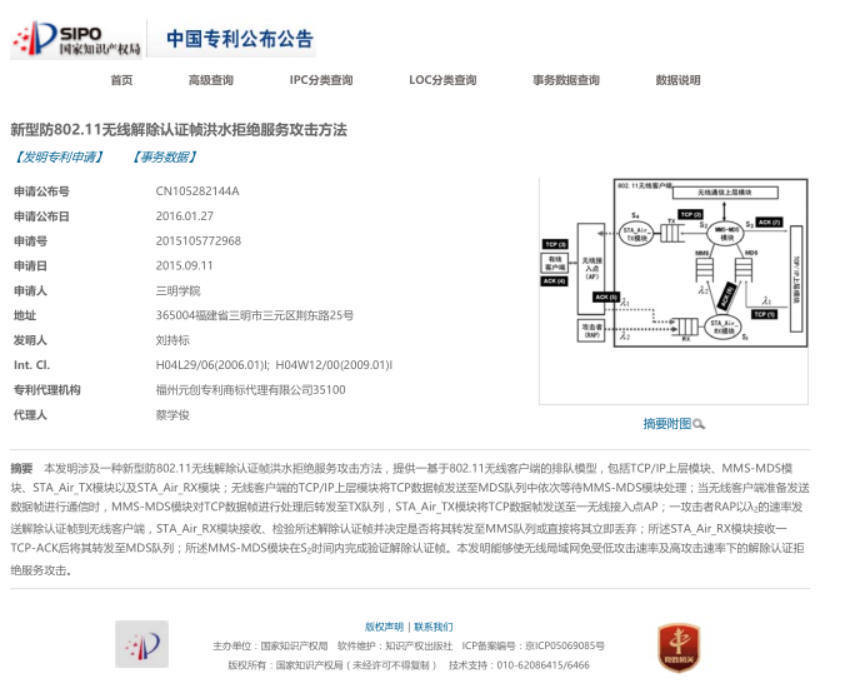 SIPO
国家知识产权局
中国专利公布公告
首页 高级查询 IPC分类查询 LOC分类查询 事务数据查询 数据说明
新型防802.11无线解除认证帧洪水拒绝服务攻击方法
【发明专利申请】 【事务数据】
申请公布号 CN105282144A
申请公布日 2016.01.27
申请号 2015105772968
申请日 2015.09.11
申请人 三明学院
地址 365004福建省三明市三元区荆东路25号
发明人 刘持标
Int. Cl. H04L29/06(2006.01)I; H04W12/00(2009.01)I
专利代理机构 福州元创专利商标代理有限公司35100
代理人 蔡学俊
802.11无线客户端
无线通信上层模块
S₄
TX
TCP (2)
S₂
S₃
ACK (7)
STA_Air_
TX模块
MMS-MDS
模块
TCP (3)
有线
客户端
ACK (4)
无线接
入点
(AP)
MMS
MDS
TCP/IP上层模块
λ₂
ACK (6)
λ₁
ACK (5)
λ₁
TCP (1)
攻击者
(RAP)
λ₂
RX
STA_Air_
RX模块
S₁
摘要附图
摘要 本发明涉及一种新型防802.11无线解除认证帧洪水拒绝服务攻击方法，提供一基于802.11无线客户端的排队模型，包括TCP/IP上层模块、MMS-MDS模
块、STA_Air_TX模块以及STA_Air_RX模块；无线客户端的TCP/IP上层模块将TCP数据帧发送至MDS队列中依次等待MMS-MDS模块处理；当无线客户端准备发送
数据帧进行通信时，MMS-MDS模块对TCP数据帧进行处理后转发至TX队列，STA_Air_TX模块将TCP数据帧发送至一无线接入点AP；一攻击者RAP以λ₂的速率发
送解除认证帧到无线客户端，STA_Air_RX模块接收、检验所述解除认证帧并决定是否将其转发至MMS队列或直接将其立即丢弃；所述STA_Air_RX模块接收一
TCP-ACK后将其转发至MDS队列；所述MMS-MDS模块在S₂时间内完成验证解除认证帧。本发明能够使无线局域网免受低攻击速率及高攻击速率下的解除认证拒
绝服务攻击。
版权声明 | 联系我们
主办单位：国家知识产权局 软件维护：知识产权出版社 ICP备案编号：京ICP05069085号
版权所有：国家知识产权局（未经许可不得复制） 技术支持：010-62086415/6466
党政机关